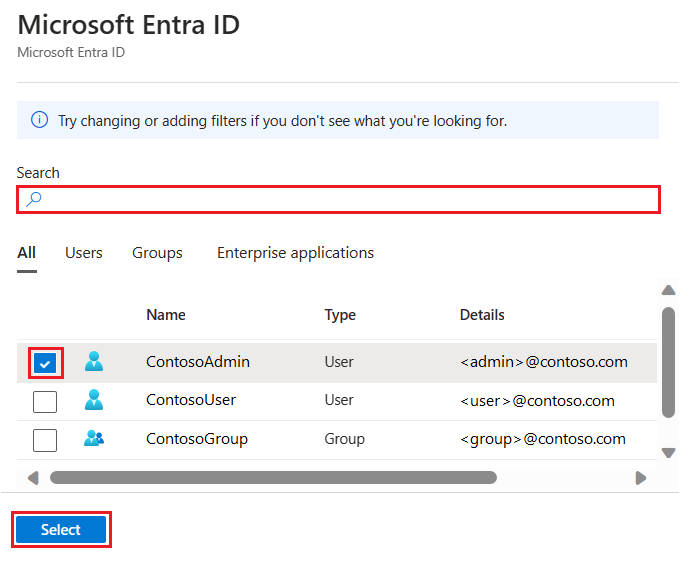 Microsoft Entra ID
Microsoft Entra ID
Try changing or adding filters if you don't see what you're looking for.
Search
All Users Groups Enterprise applications
Name Type Details
ContosoAdmin User <admin>@contoso.com
ContosoUser User <user>@contoso.com
ContosoGroup Group <group>@contoso.com
Select